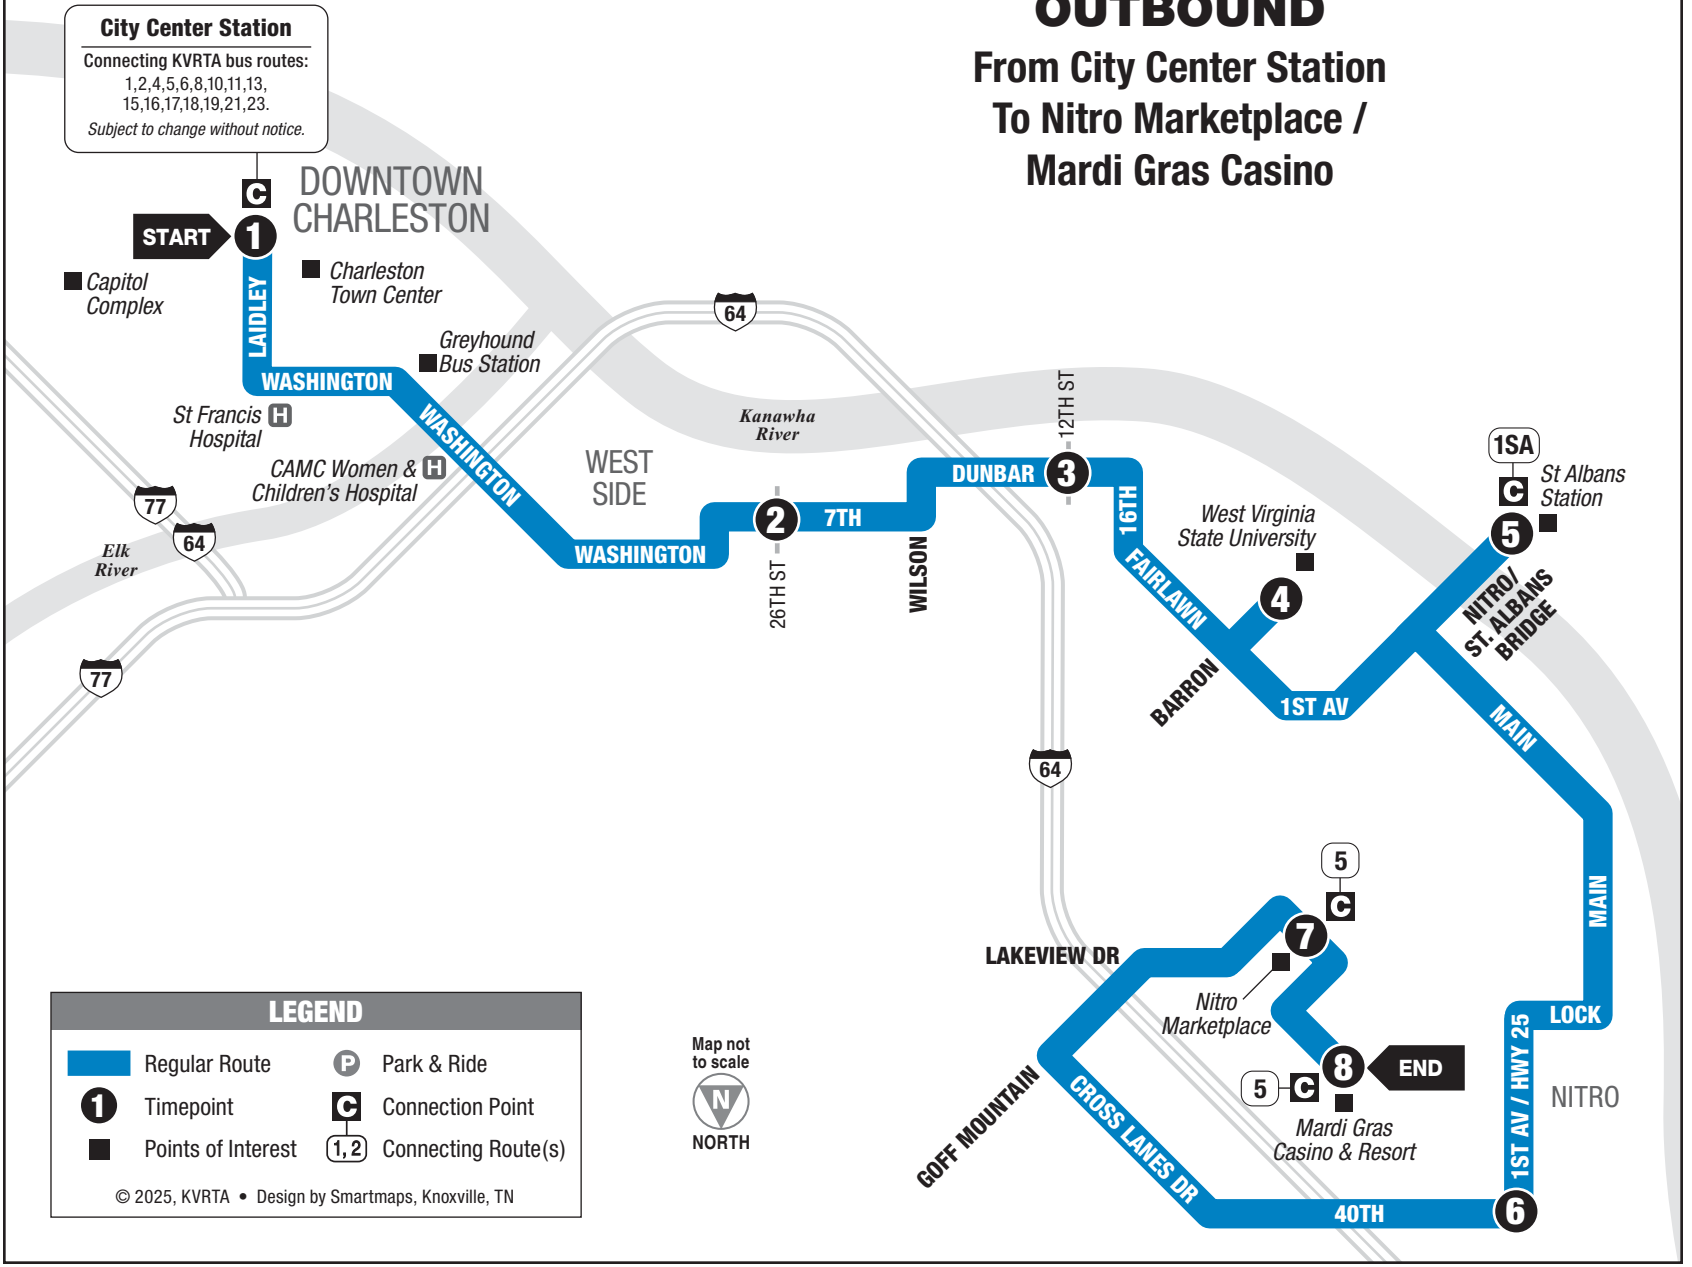 OUTBOUND
From City Center Station
To Nitro Marketplace /
Mardi Gras Casino
City Center Station
Connecting KVRTA bus routes:
1,2,4,5,6,8,10,11,13,
15,16,17,18,19,21,23.
Subject to change without notice.
C
DOWNTOWN
CHARLESTON
START
1
Capitol
Complex
Charleston
Town Center
LAIDLEY
64
Greyhound
Bus Station
WASHINGTON
St Francis
Hospital
H
WASHINGTON
CAMC Women &
Children's Hospital
H
Kanawha
River
WEST
SIDE
12TH ST
DUNBAR
3
1SA
C
St Albans
Station
5
77
64
Elk
River
2
7TH
16TH
West Virginia
State University
WASHINGTON
26TH ST
WILSON
FAIRLAWN
4
NITRO/
ST. ALBANS
BRIDGE
77
BARRON
1ST AV
MAIN
64
5
C
MAIN
7
LAKEVIEW DR
Nitro
Marketplace
LOCK
1ST AV / HWY 25
8
END
5
C
NITRO
Mardi Gras
Casino & Resort
GOFF MOUNTAIN
CROSS LANES DR
40TH
6
LEGEND
Regular Route
P
Park & Ride
1
Timepoint
C
Connection Point
Points of Interest
1, 2
Connecting Route(s)
© 2025, KVRTA • Design by Smartmaps, Knoxville, TN
Map not
to scale
N
NORTH